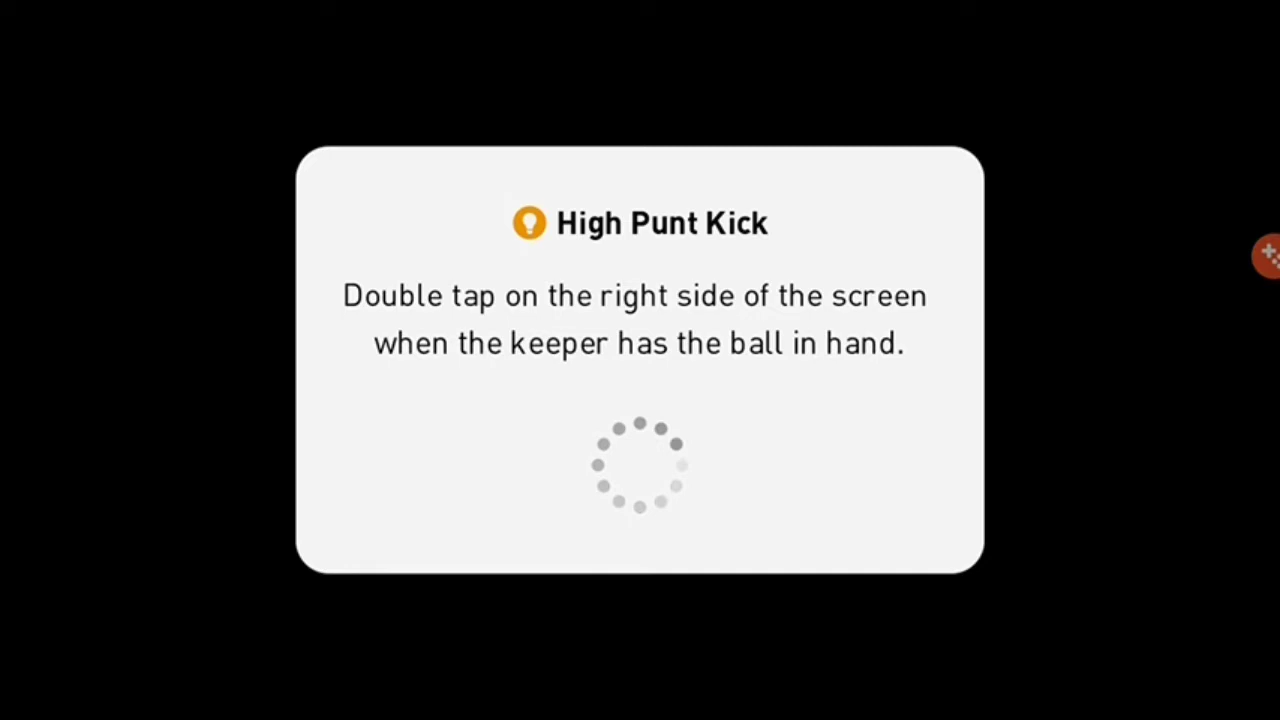 High Punt Kick
Double tap on the right side of the screen
when the keeper has the ball in hand.